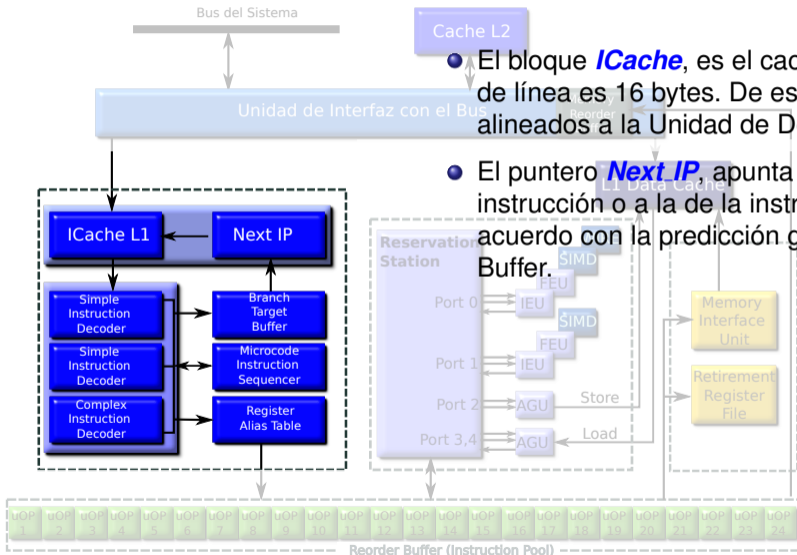 Bus del Sistema
Cache L2
El bloque ICache, es el cac
de línea es 16 bytes. De es
alineados a la Unidad de D
Unidad de Interfaz con el Bus
Reorder
El puntero Next_IP, apunta
instrucción o a la de la instr
acuerdo con la predicción g
Buffer.
L1 Data Cache
ICache L1
Next IP
Simple
Instruction
Decoder
Branch
Target
Buffer
Simple
Instruction
Decoder
Microcode
Instruction
Sequencer
Complex
Instruction
Decoder
Register
Alias Table
Reservation
Station
Port 0
IEU
FEU
SIMD
Port 1
IEU
FEU
SIMD
Port 2
AGU
Store
Port 3,4
AGU
Load
Memory
Interface
Unit
Retirement
Register
File
uOP 1
uOP 2
uOP 3
uOP 4
uOP 5
uOP 6
uOP 7
uOP 8
uOP 9
uOP 10
uOP 11
uOP 12
uOP 13
uOP 14
uOP 15
uOP 16
uOP 17
uOP 18
uOP 19
uOP 20
uOP 21
uOP 22
uOP 23
uOP 24
Reorder Buffer (Instruction Pool)